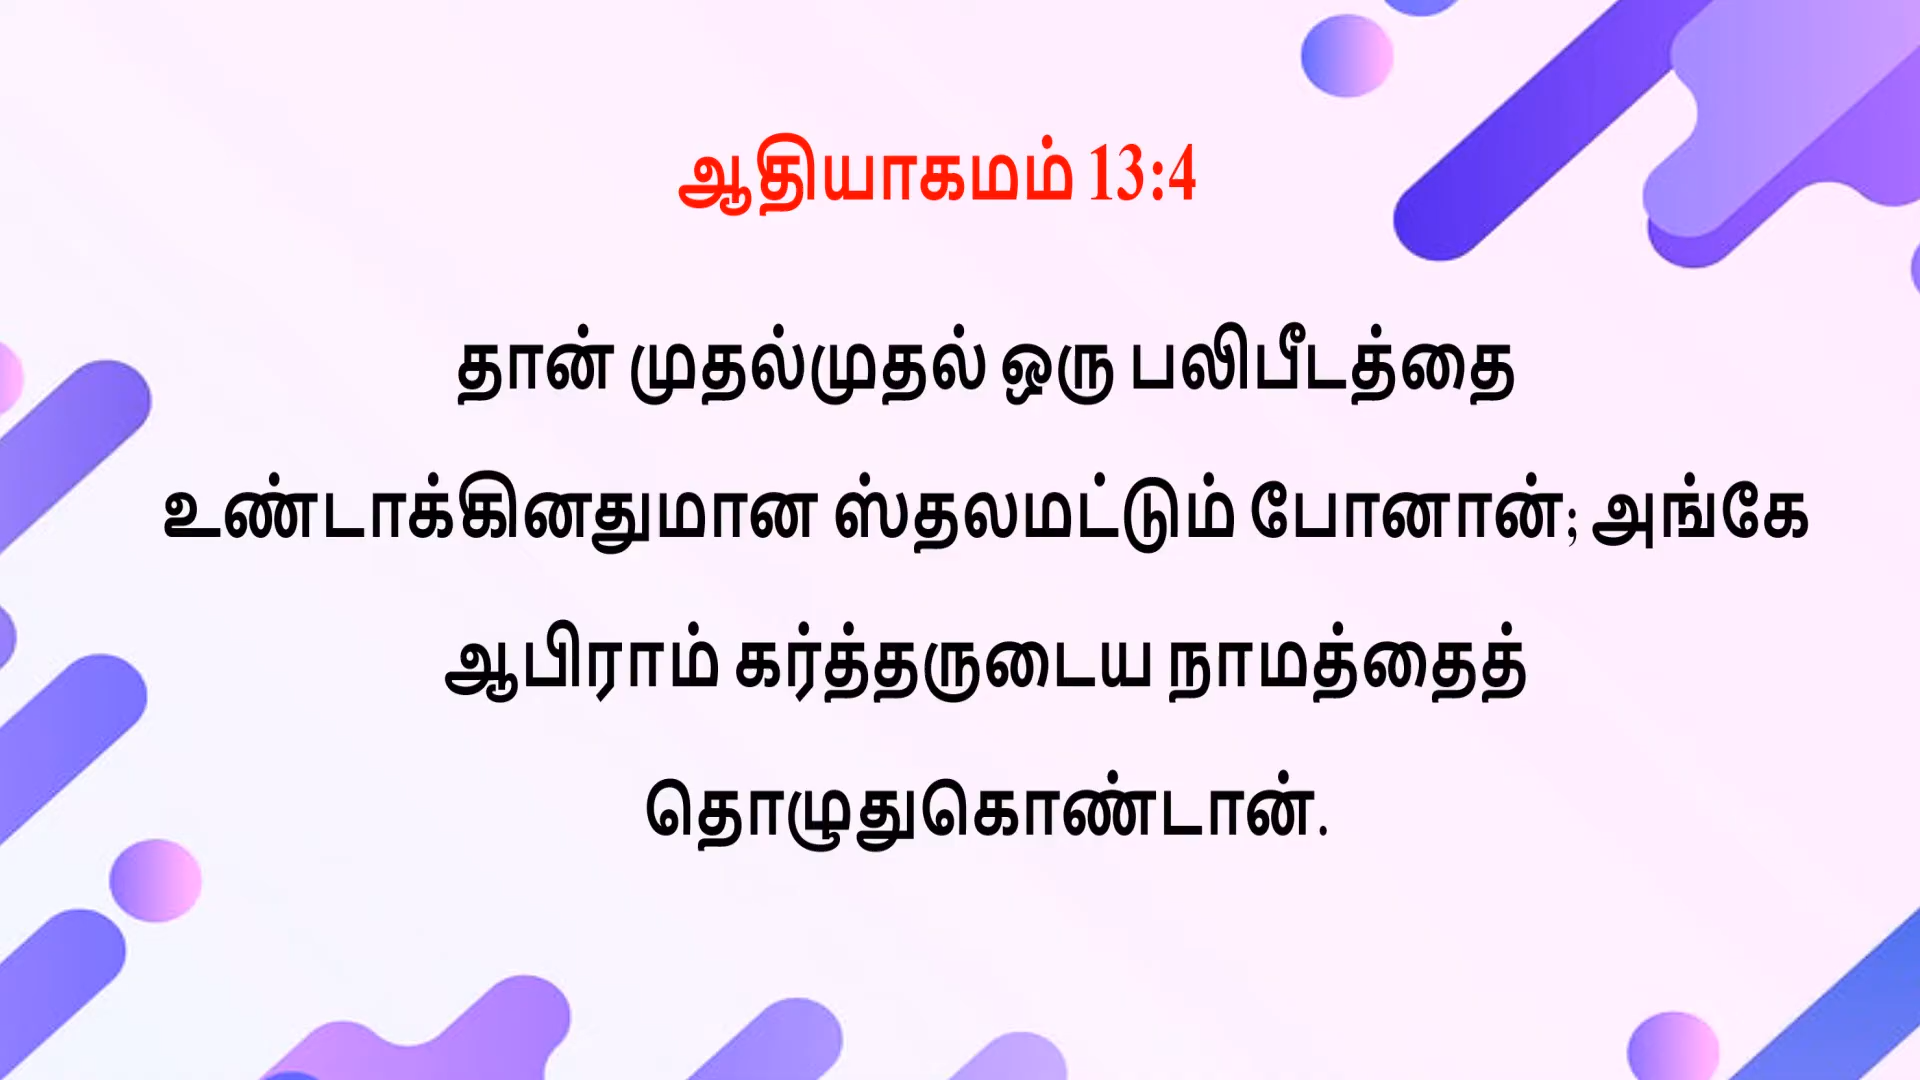 ஆதியாகமம் 13:4
தான் முதல்முதல் ஒரு பலிபீடத்தை
உண்டாக்கினதுமான ஸ்தலமட்டும் போனான்; அங்கே
ஆபிராம் கர்த்தருடைய நாமத்தைத்
தொழுதுகொண்டான்.